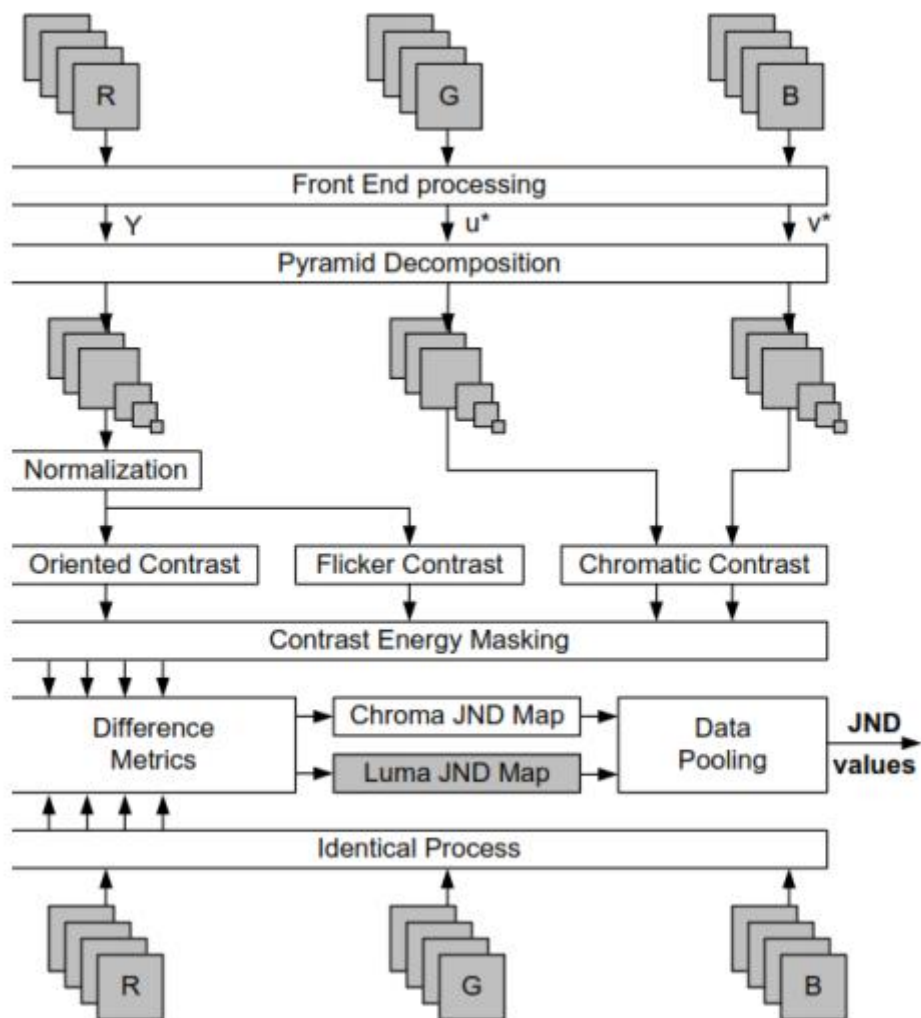 R
G
B
Front End processing
Y
u*
v*
Pyramid Decomposition
Normalization
Oriented Contrast
Flicker Contrast
Chromatic Contrast
Contrast Energy Masking
Difference
Metrics
Chroma JND Map
Luma JND Map
Data
Pooling
JND
values
Identical Process
R
G
B